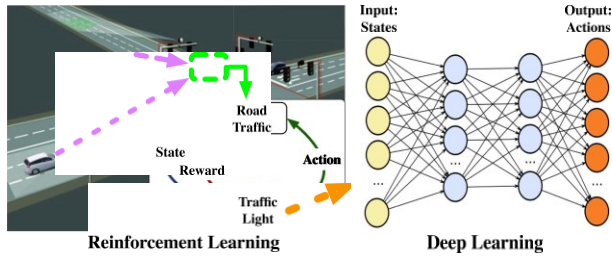 Input:
States
Output:
Actions
Road
Traffic
State
Reward
Action
Traffic
Light
...
...
...
...
...
...
Reinforcement Learning
Deep Learning